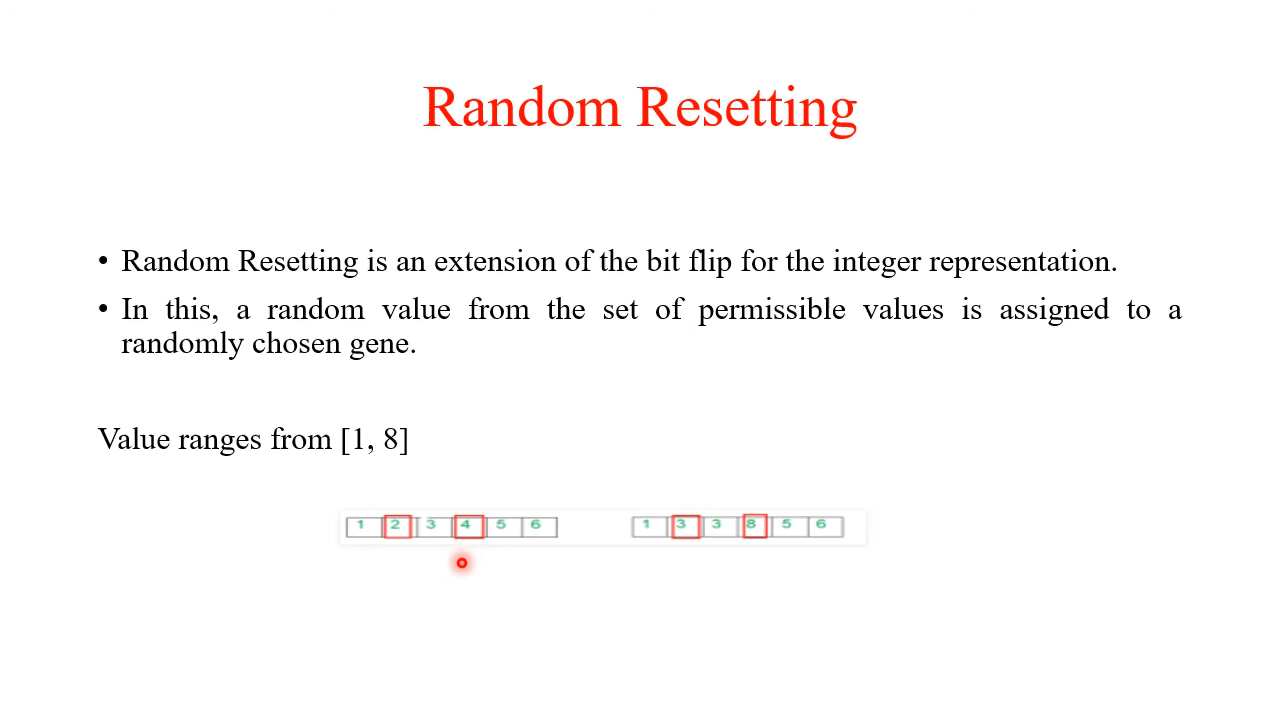 Random Resetting
• Random Resetting is an extension of the bit flip for the integer representation.
• In this, a random value from the set of permissible values is assigned to a
randomly chosen gene.
Value ranges from [1, 8]
1 2 3 4 5 6 1 3 3 8 5 6